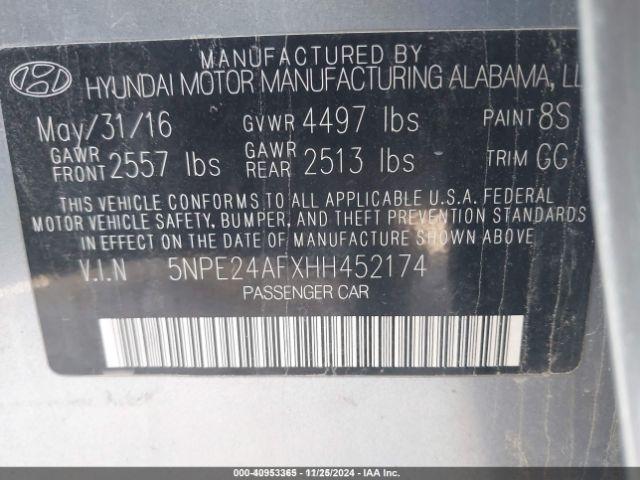 MANUFACTURED BY
HYUNDAI MOTOR MANUFACTURING ALABAMA, LL
May/31/16 GVWR 4497 lbs PAINT 8S
GAWR FRONT 2557 lbs GAWR REAR 2513 lbs TRIM GG
THIS VEHICLE CONFORMS TO ALL APPLICABLE U.S.A. FEDERAL
MOTOR VEHICLE SAFETY, BUMPER, AND THEFT PREVENTION STANDARDS
IN EFFECT ON THE DATE OF MANUFACTURE SHOWN ABOVE.
V.I.N 5NPE24AFXHH452174
PASSENGER CAR
000-40953365 - 11/25/2024 - IAA Inc.